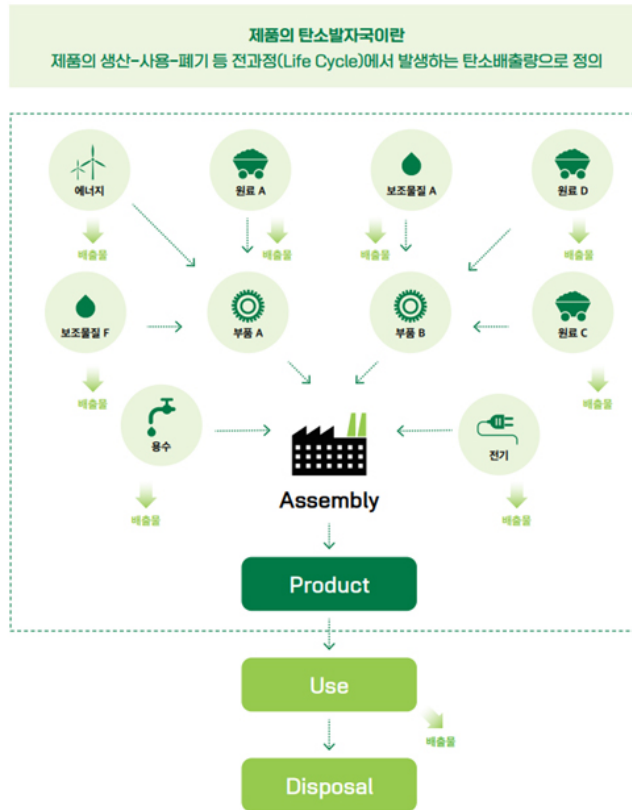 제품의 탄소발자국이란
제품의 생산-사용-폐기 등 전과정(Life Cycle)에서 발생하는 탄소배출량으로 정의
에너지
원료 A
보조물질 A
원료 D
배출물
배출물
배출물
배출물
보조물질 F
부품 A
부품 B
원료 C
배출물
배출물
용수
전기
Assembly
배출물
배출물
Product
Use
배출물
Disposal